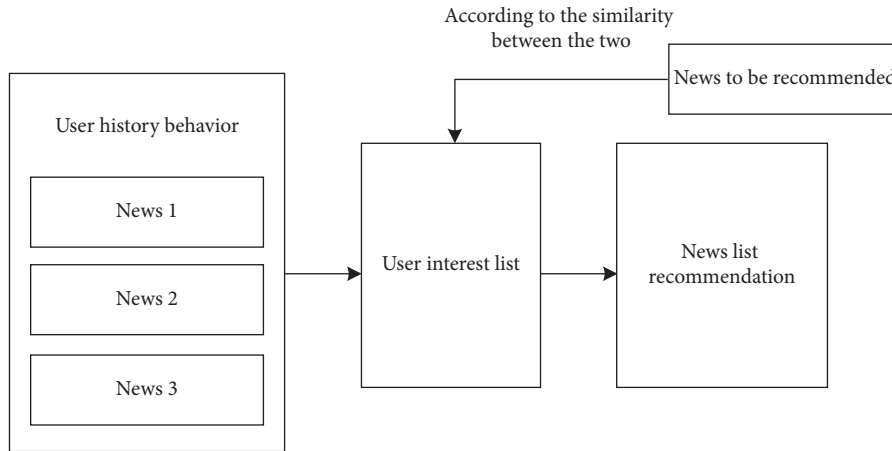 According to the similarity
between the two
News to be recommended
User history behavior
News 1
News 2
News 3
User interest list
News list
recommendation